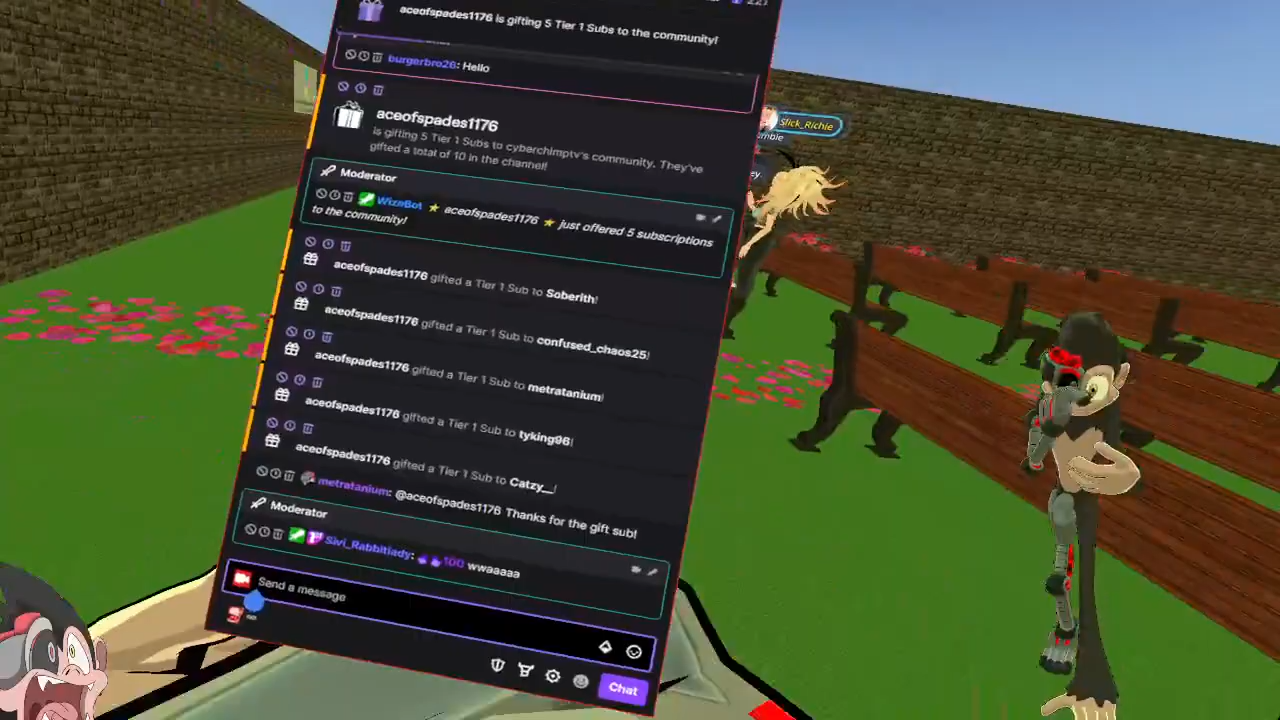 227
aceofspades1176 is gifting 5 Tier 1 Subs to the community!
burgerbro26: Hello
aceofspades1176
is gifting 5 Tier 1 Subs to cyberchimptv's community. They've
gifted a total of 10 in the channel!
Moderator
WizeBot aceofspades1176 just offered 5 subscriptions
to the community!
aceofspades1176 gifted a Tier 1 Sub to Soberith!
aceofspades1176 gifted a Tier 1 Sub to confused_chaos25!
aceofspades1176 gifted a Tier 1 Sub to metratanium!
aceofspades1176 gifted a Tier 1 Sub to tyking96!
aceofspades1176 gifted a Tier 1 Sub to Catzy__!
metratanium: @aceofspades1176 Thanks for the gift sub!
Moderator
Sivi_Rabbitlady: 100 wwaaaaa
Send a message
Chat
Slick_Richie